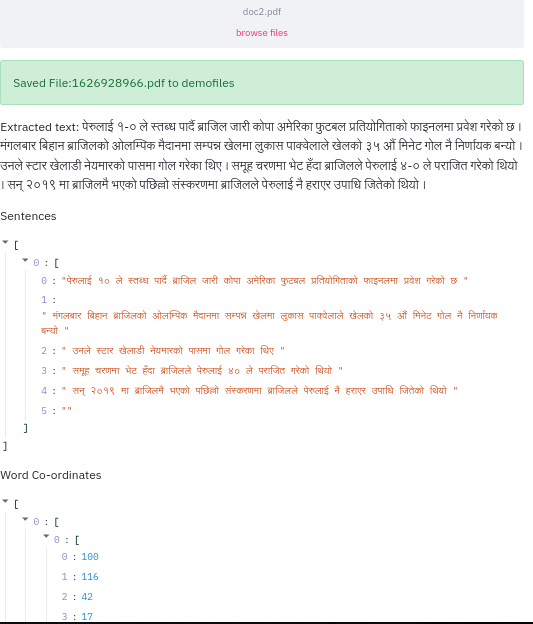 doc2.pdf
browse files
Saved File:1626928966.pdf to demofiles
Extracted text: पेरुलाई १-० ले स्तब्ध पार्दै ब्राजिल जारी कोपा अमेरिका फुटबल प्रतियोगिताको फाइनलमा प्रवेश गरेको छ ।
मंगलबार बिहान ब्राजिलको ओलम्पिक मैदानमा सम्पन्न खेलमा लुकास पाक्वेलाले खेलको ३५ औं मिनेट गोल नै निर्णायक बन्यो ।
उनले स्टार खेलाडी नेयमारको पासमा गोल गरेका थिए । समूह चरणमा भेट हुँदा ब्राजिलले पेरुलाई ४-० ले पराजित गरेको थियो
। सन् २०१९ मा ब्राजिलमै भएको पछिल्लो संस्करणमा ब्राजिलले पेरुलाई नै हराएर उपाधि जितेको थियो ।
Sentences
[
0 : [
0 : "पेरुलाई १० ले स्तब्ध पार्दै ब्राजिल जारी कोपा अमेरिका फुटबल प्रतियोगिताको फाइनलमा प्रवेश गरेको छ "
1 :
" मंगलबार बिहान ब्राजिलको ओलम्पिक मैदानमा सम्पन्न खेलमा लुकास पाक्वेलाले खेलको ३५ औं मिनेट गोल नै निर्णायक
बन्यो "
2 : " उनले स्टार खेलाडी नेयमारको पासमा गोल गरेका थिए "
3 : " समूह चरणमा भेट हुँदा ब्राजिलले पेरुलाई ४० ले पराजित गरेको थियो "
4 : " सन् २०१९ मा ब्राजिलमै भएको पछिल्लो संस्करणमा ब्राजिलले पेरुलाई नै हराएर उपाधि जितेको थियो "
5 : ""
]
]
Word Co-ordinates
[
0 : [
0 : [
0 : 100
1 : 116
2 : 42
3 : 17